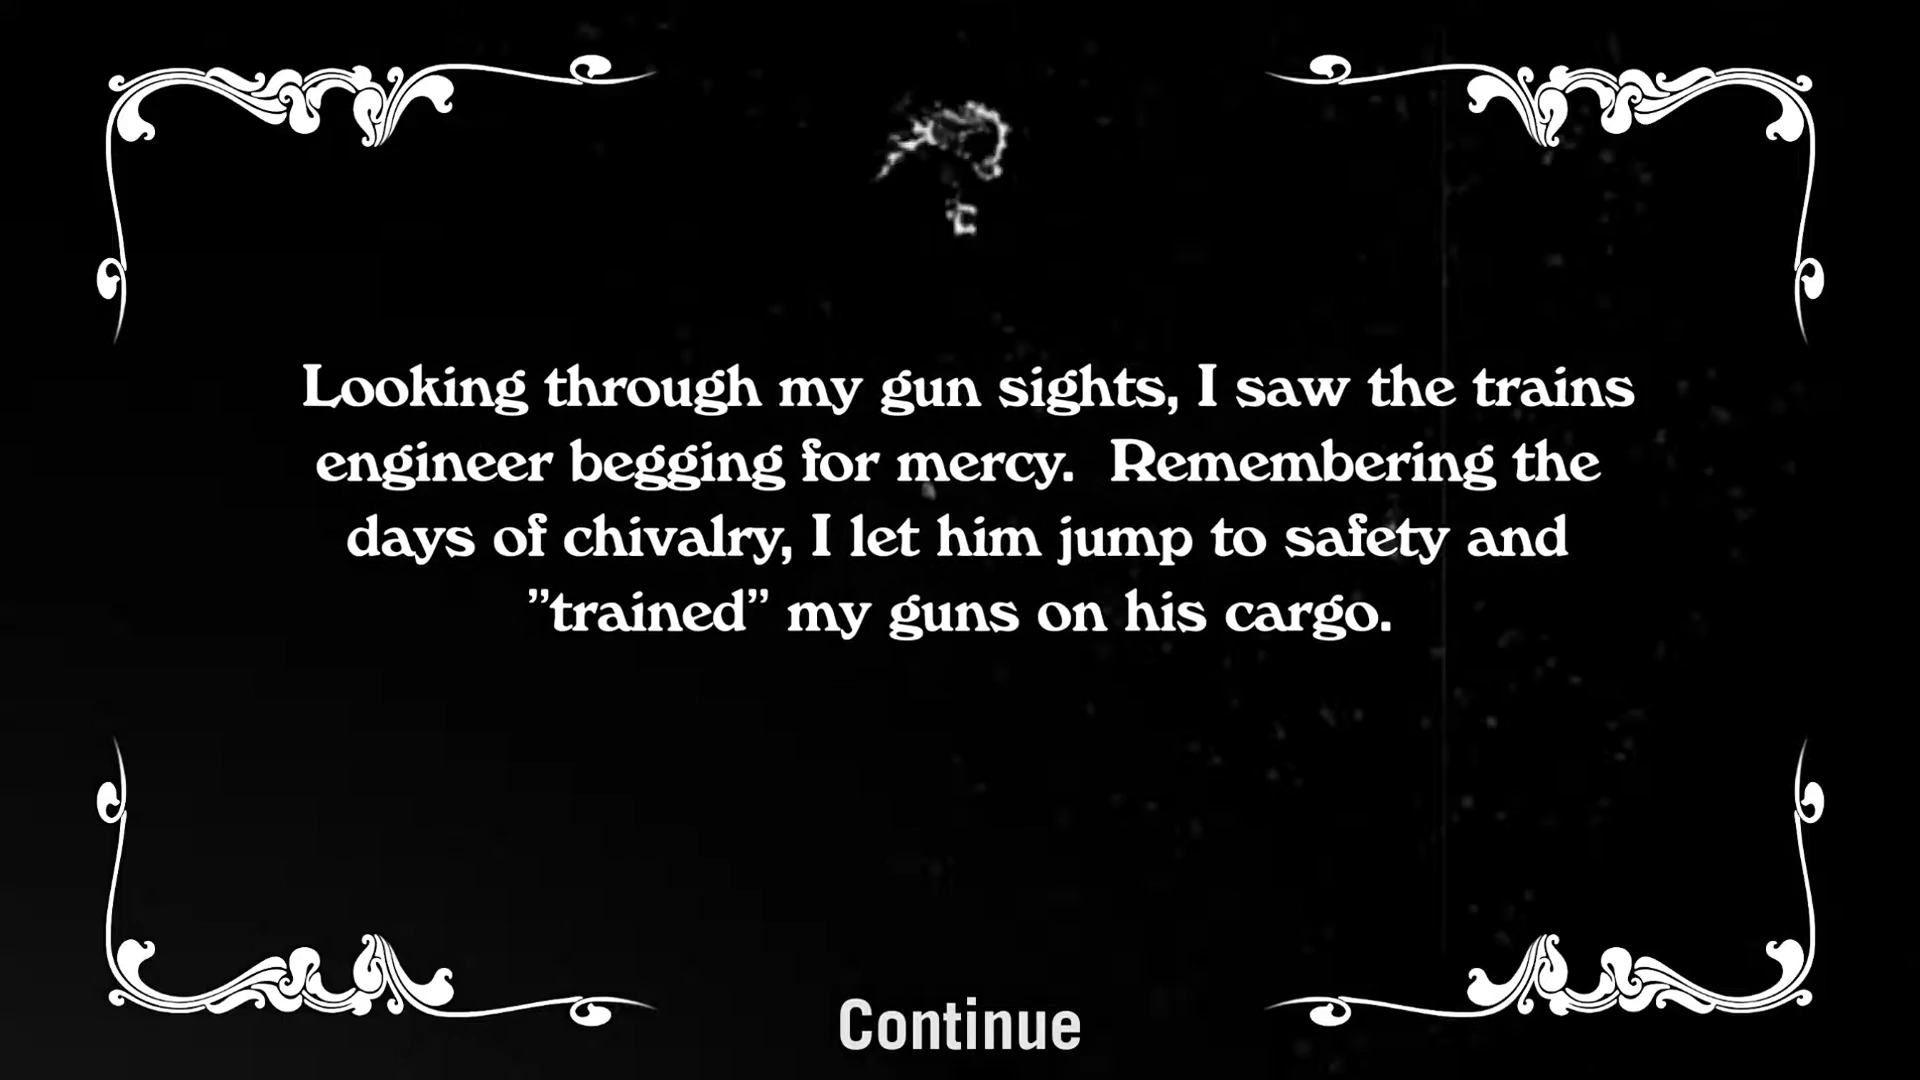 Looking through my gun sights, I saw the trains
engineer begging for mercy.  Remembering the
days of chivalry, I let him jump to safety and
"trained" my guns on his cargo.
Continue